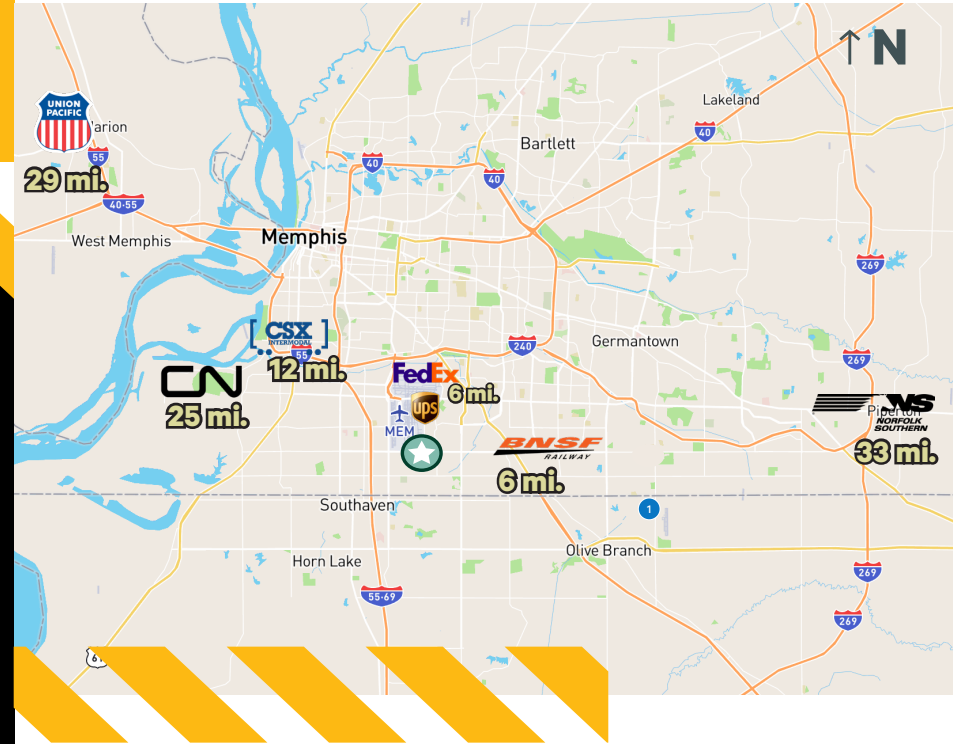 N
Lakeland
UNION
PACIFIC
arion
40
Bartlett
55
40
40
29 mi.
40-55
West Memphis
Memphis
269
CSX
INTERMODAL
55
240
Germantown
269
12 mi.
FedEx
CN
6 mi.
25 mi.
ups
MEM
NS
Piperton
NORFOLK
SOUTHERN
BNSF
RAILWAY
33 mi.
6 mi.
Southaven
1
Olive Branch
Horn Lake
269
55-69
269
61